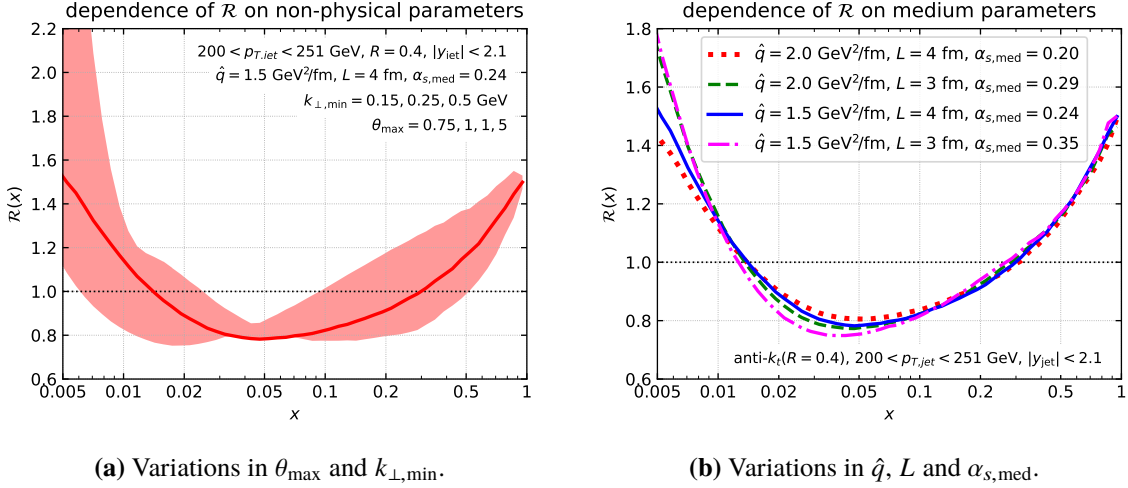 dependence of R on non-physical parameters
2.2
2.0
1.8
1.6
1.4
1.2
1.0
0.8
0.6
R(x)
200 < p_{T,jet} < 251 GeV, R = 0.4, |y_{jet}| < 2.1
q̂ = 1.5 GeV²/fm, L = 4 fm, α_{s,med} = 0.24
k_{⊥,min} = 0.15, 0.25, 0.5 GeV
θ_{max} = 0.75, 1, 1, 5
0.005 0.01 0.02 0.05 0.1 0.2 0.5 1
x
(a) Variations in θ_{max} and k_{⊥,min}.
dependence of R on medium parameters
1.8
1.6
1.4
1.2
1.0
0.8
0.6
R(x)
q̂ = 2.0 GeV²/fm, L = 4 fm, α_{s,med} = 0.20
q̂ = 2.0 GeV²/fm, L = 3 fm, α_{s,med} = 0.29
q̂ = 1.5 GeV²/fm, L = 4 fm, α_{s,med} = 0.24
q̂ = 1.5 GeV²/fm, L = 3 fm, α_{s,med} = 0.35
anti-k_t(R = 0.4), 200 < p_{T,jet} < 251 GeV, |y_{jet}| < 2.1
0.005 0.01 0.02 0.05 0.1 0.2 0.5 1
x
(b) Variations in q̂, L and α_{s,med}.